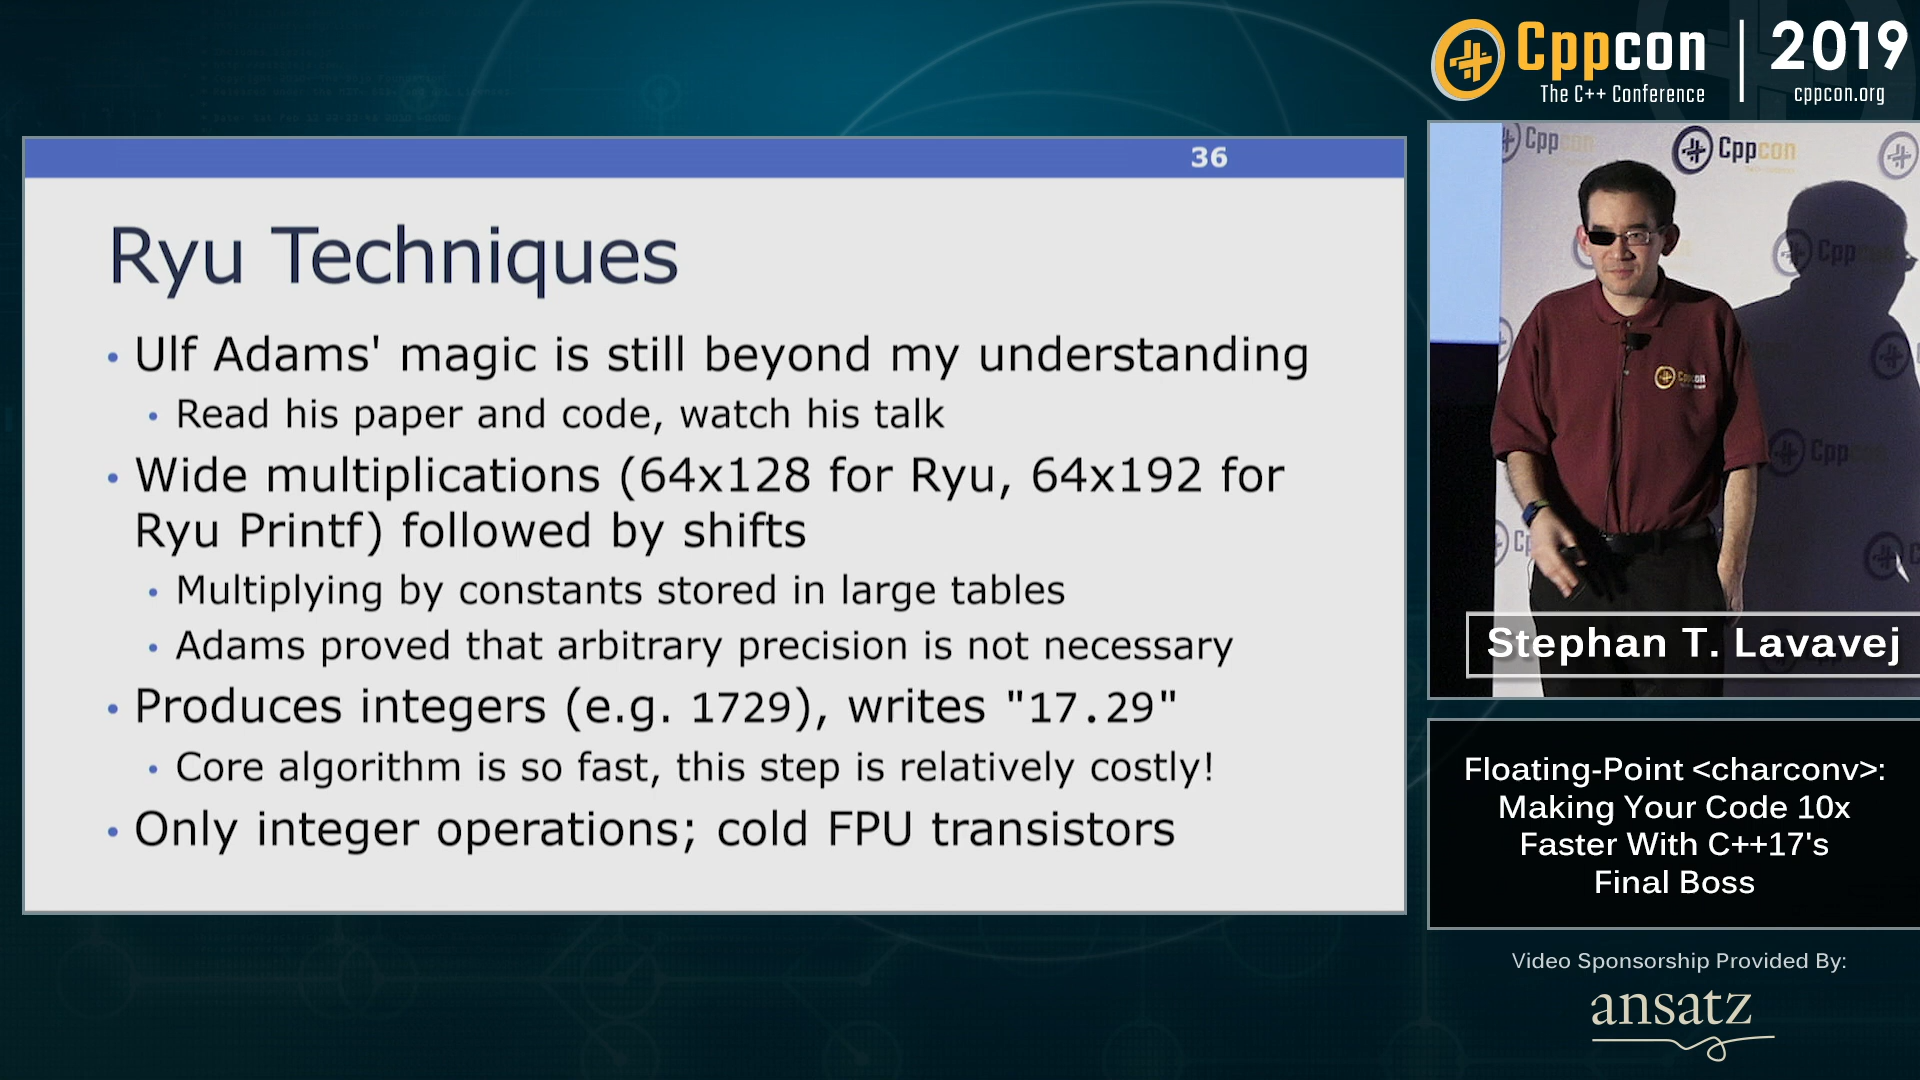 Cppcon
The C++ Conference
2019
cppcon.org
36
Ryu Techniques
• Ulf Adams' magic is still beyond my understanding
• Read his paper and code, watch his talk
• Wide multiplications (64x128 for Ryu, 64x192 for
Ryu Printf) followed by shifts
• Multiplying by constants stored in large tables
• Adams proved that arbitrary precision is not necessary
• Produces integers (e.g. 1729), writes "17.29"
• Core algorithm is so fast, this step is relatively costly!
• Only integer operations; cold FPU transistors
Cppcon
Cppcon
Cppcon
Stephan T. Lavavej
Floating-Point <charconv>:
Making Your Code 10x
Faster With C++17's
Final Boss
Video Sponsorship Provided By:
ansatz